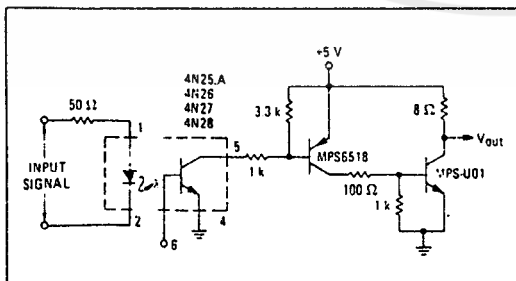 +5 V
4N25,A
4N26
4N27
4N28
50 Ω
3.3 k
8 Ω
1
5
MPS6518
Vout
INPUT
SIGNAL
1 k
100 Ω
MPS-U01
1 k
2
4
6